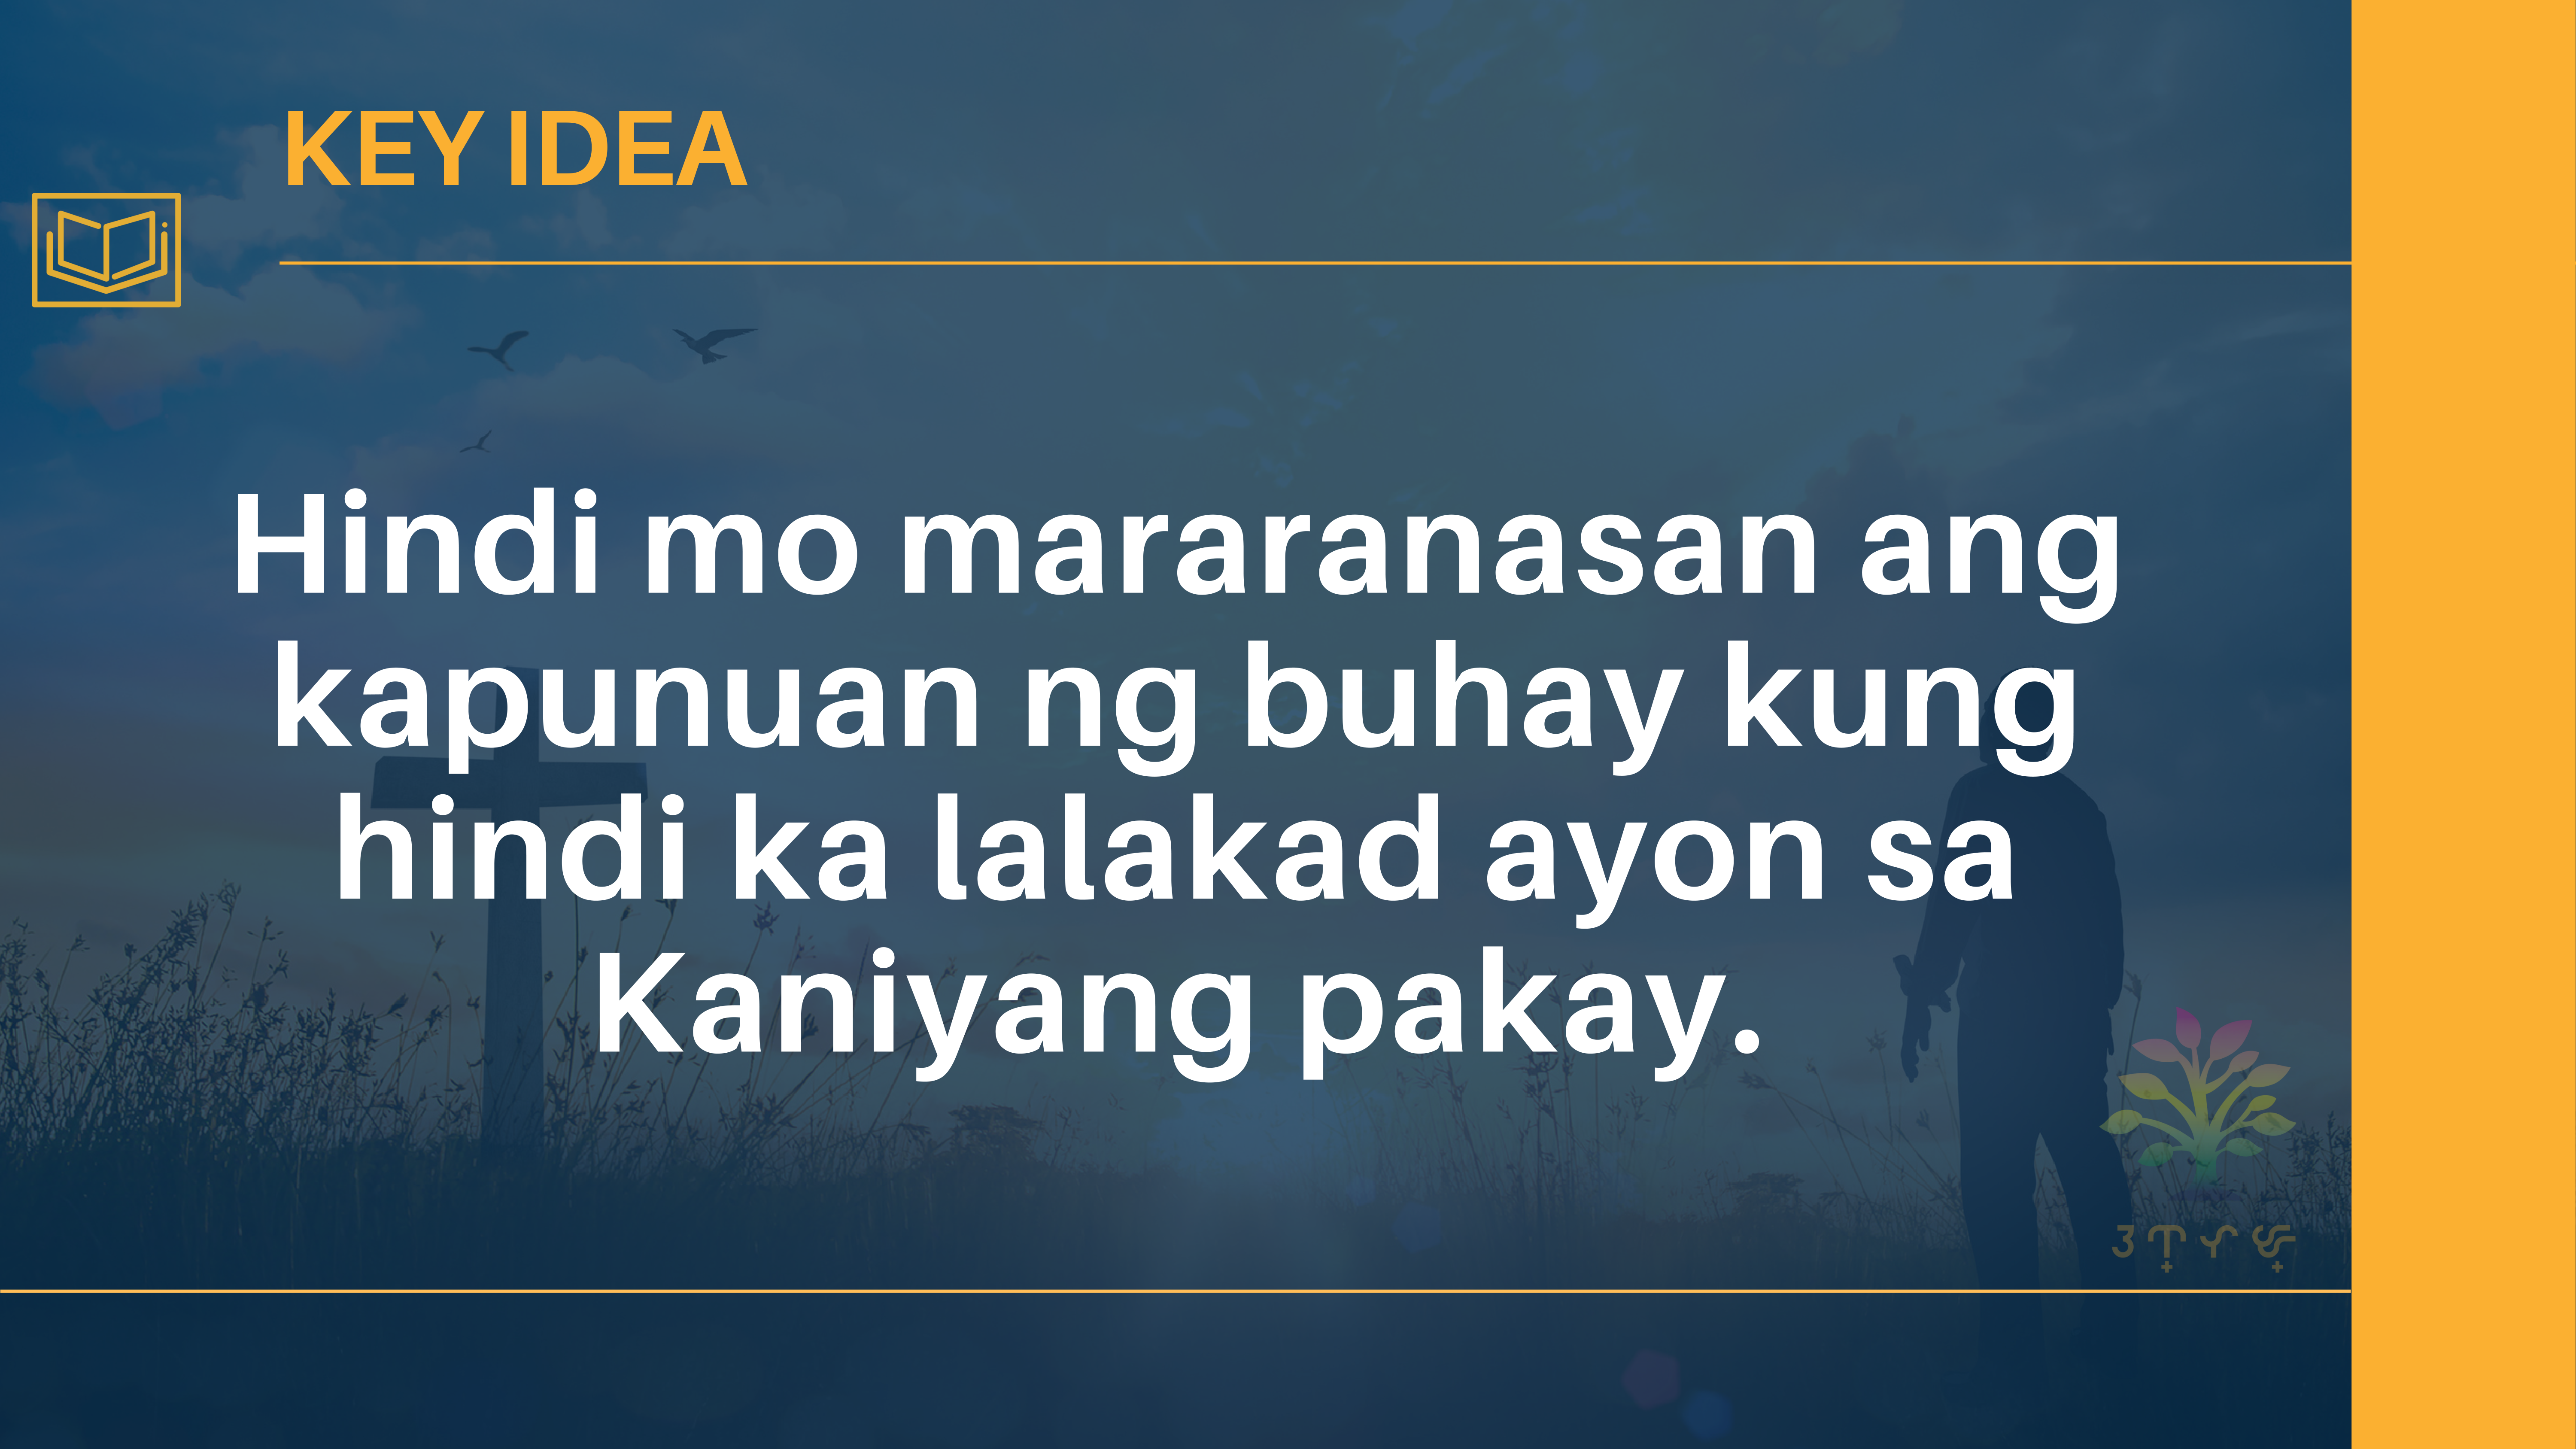 KEY IDEA
Hindi mo mararanasan ang
kapunuan ng buhay kung
hindi ka lalakad ayon sa
Kaniyang pakay.